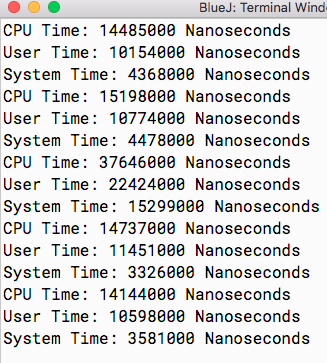 BlueJ: Terminal Wind
CPU Time: 14485000 Nanoseconds
User Time: 10154000 Nanoseconds
System Time: 4368000 Nanoseconds
CPU Time: 15198000 Nanoseconds
User Time: 10774000 Nanoseconds
System Time: 4478000 Nanoseconds
CPU Time: 37646000 Nanoseconds
User Time: 22424000 Nanoseconds
System Time: 15299000 Nanoseconds
CPU Time: 14737000 Nanoseconds
User Time: 11451000 Nanoseconds
System Time: 3326000 Nanoseconds
CPU Time: 14144000 Nanoseconds
User Time: 10598000 Nanoseconds
System Time: 3581000 Nanoseconds